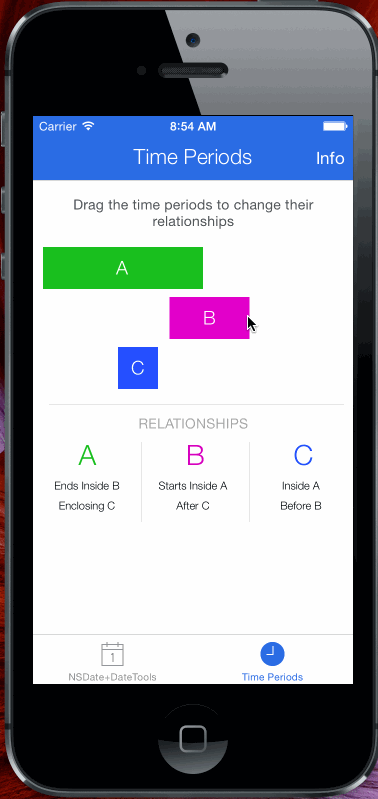 Carrier 8:54 AM
Time Periods Info
Drag the time periods to change their
relationships
A
B
C
RELATIONSHIPS
A B C
Ends Inside B Starts Inside A Inside A
Enclosing C After C Before B
1
NSDate+DateTools Time Periods